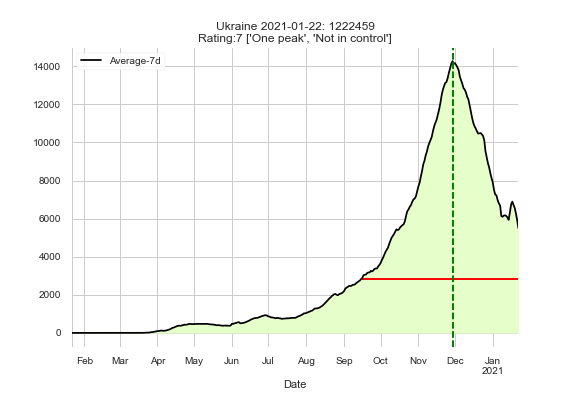 Ukraine 2021-01-22: 1222459
Rating:7 ['One peak', 'Not in control']
Average-7d
14000
12000
10000
8000
6000
4000
2000
0
Feb Mar Apr May Jun Jul Aug Sep Oct Nov Dec Jan
2021
Date